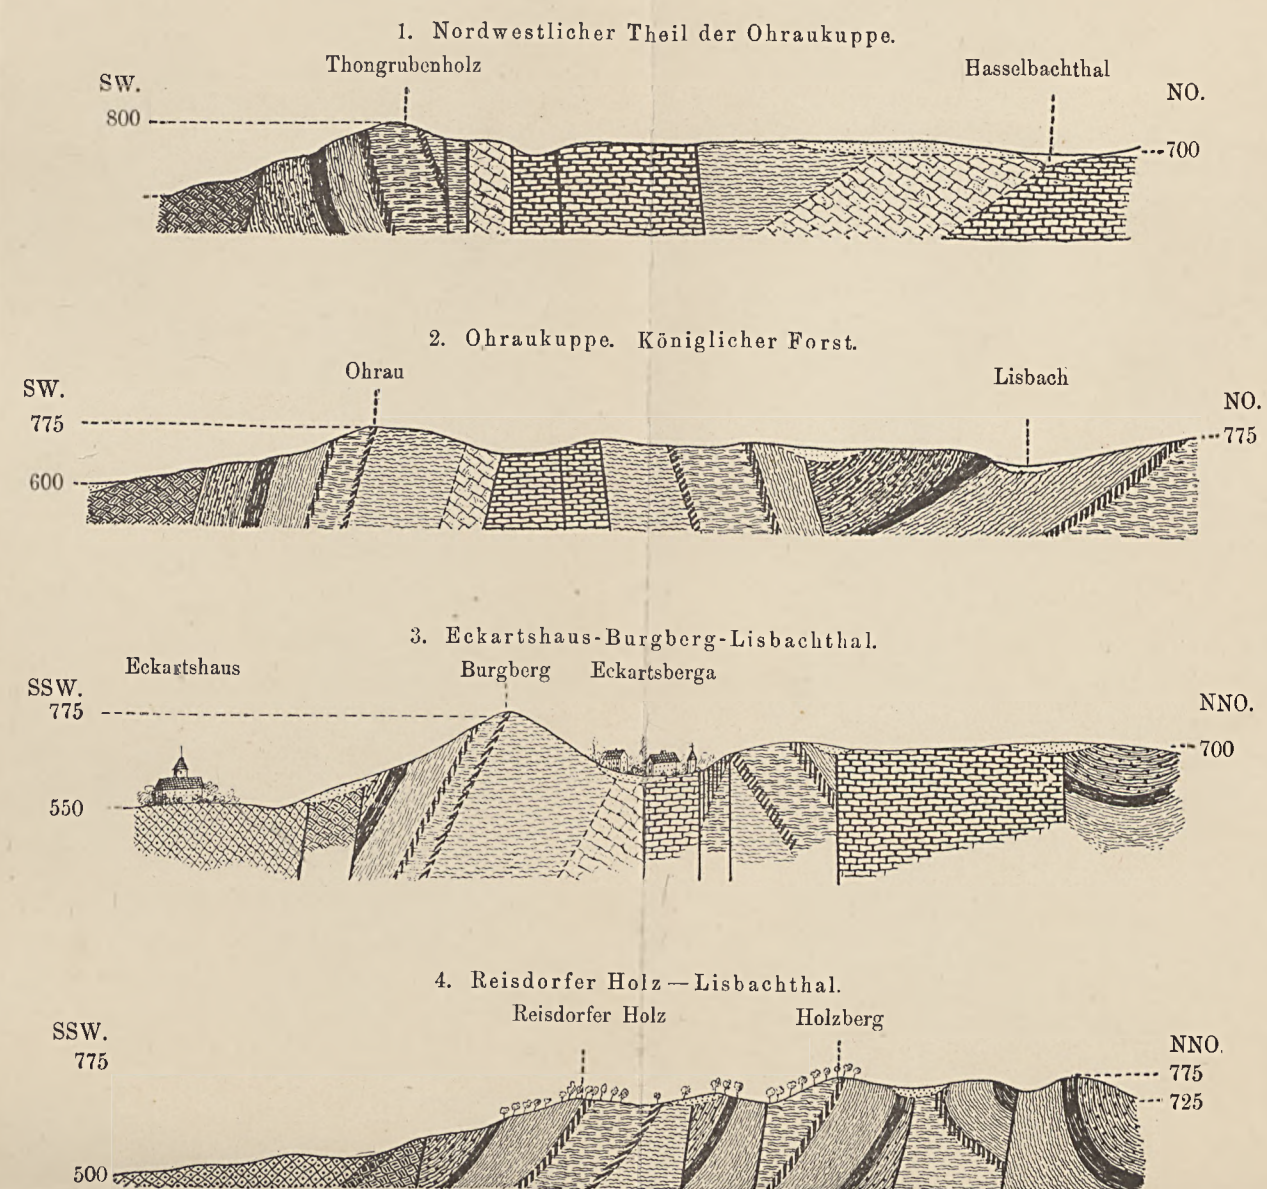 1. Nordwestlicher Theil der Ohraukuppe.
Thongrubenholz
Hasselbachthal
SW.
NO.
800
700
2. Ohraukuppe. Königlicher Forst.
Ohrau
Lisbach
SW.
NO.
775
775
600
3. Eckartshaus-Burgberg-Lisbachthal.
Eckartshaus
Burgberg
Eckartsberga
SSW.
NNO.
775
700
550
4. Reisdorfer Holz — Lisbachthal.
Reisdorfer Holz
Holzberg
SSW.
NNO.
775
775
725
500